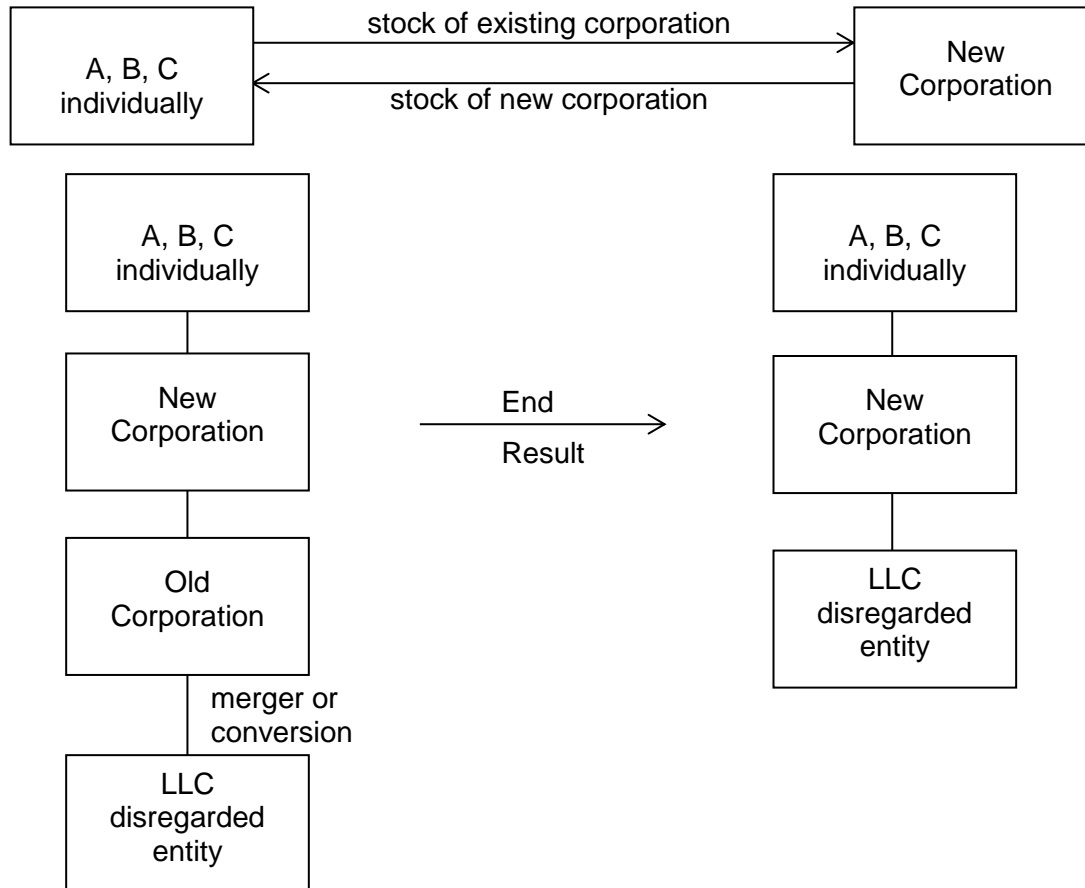 stock of existing corporation
A, B, C
individually
New
Corporation
stock of new corporation
A, B, C
individually
A, B, C
individually
New
Corporation
End
Result
New
Corporation
Old
Corporation
LLC
disregarded
entity
merger or
conversion
LLC
disregarded
entity